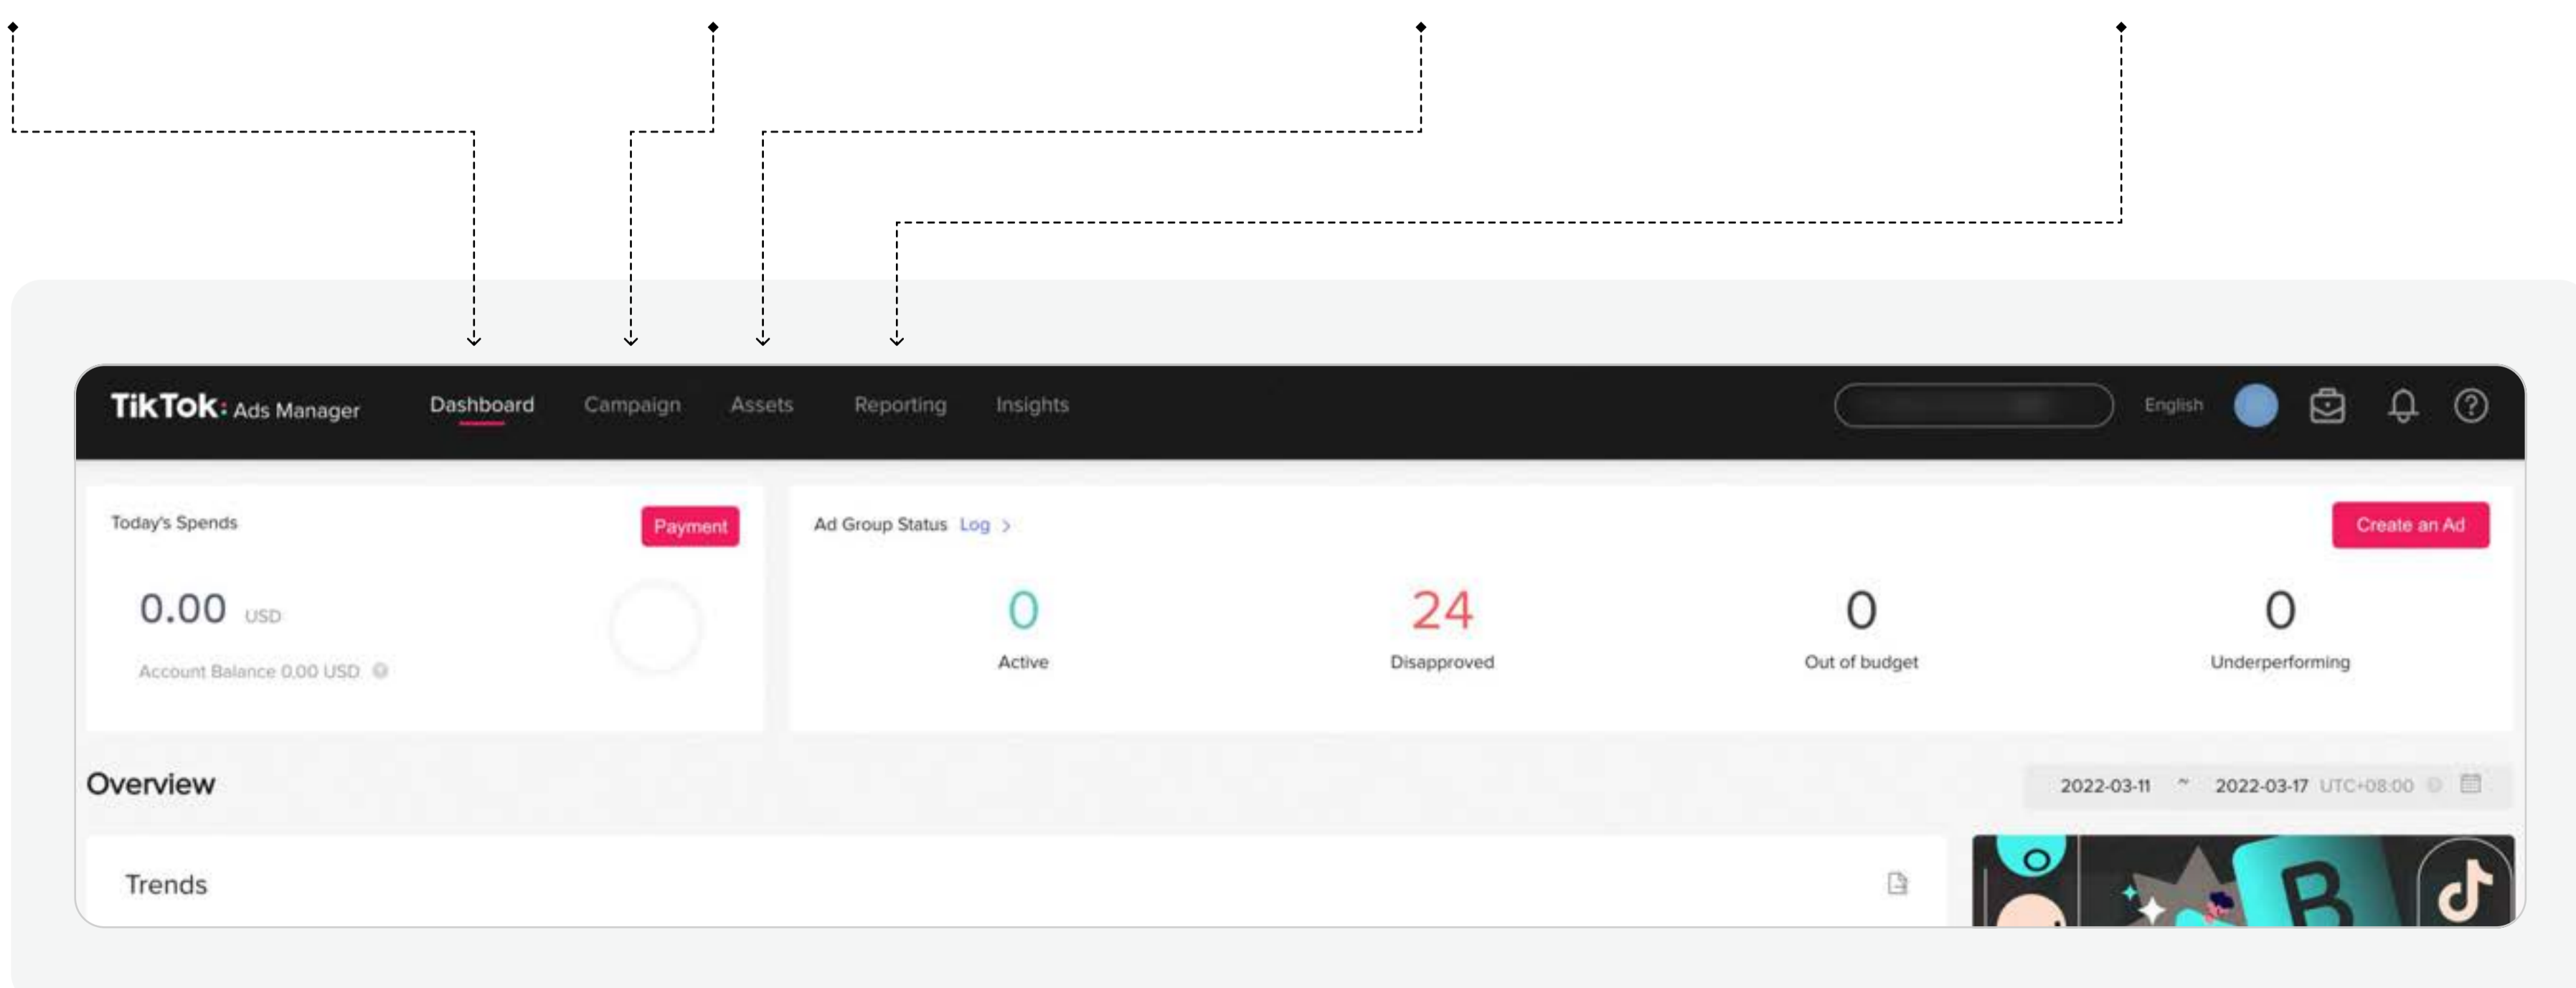 TikTok: Ads Manager Dashboard Campaign Assets Reporting Insights English
Today's Spends Payment
0.00 USD
Account Balance 0.00 USD
Ad Group Status Log > Create an Ad
0 24 0 0
Active Disapproved Out of budget Underperforming
Overview 2022-03-11 ~ 2022-03-17 UTC+08:00
Trends
B